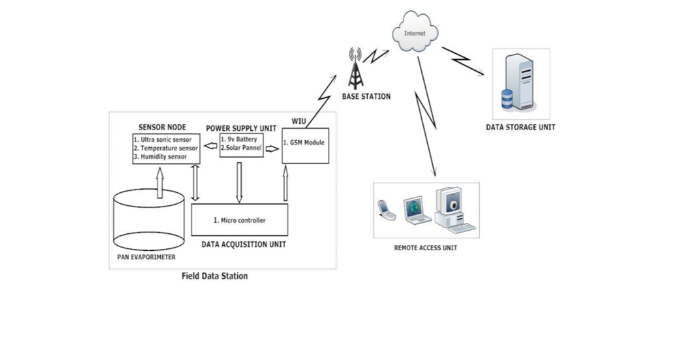 Internet
BASE STATION
DATA STORAGE UNIT
WIU
SENSOR NODE
POWER SUPPLY UNIT
1. Ultra sonic sensor
2. Temperature sensor
3. Humidity sensor
1. 9v Battery
2.Solar Pannel
1. GSM Module
1. Micro controller
DATA ACQUISITION UNIT
PAN EVAPORIMETER
REMOTE ACCESS UNIT
Field Data Station